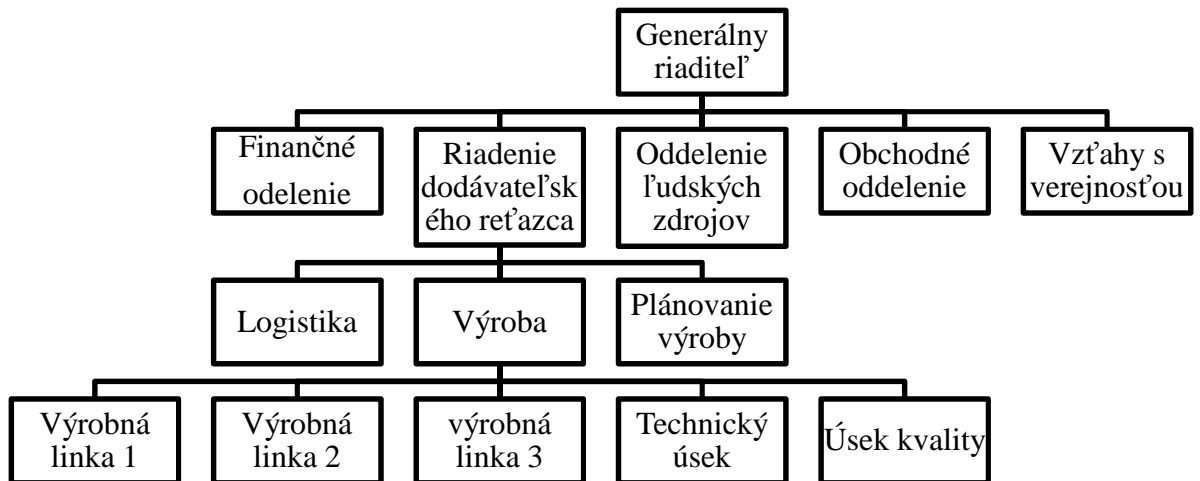 Generálny
riaditeľ
Finančné
odelenie
Riadenie
dodávateľsk
ého reťazca
Oddelenie
ľudských
zdrojov
Obchodné
oddelenie
Vzťahy s
verejnosťou
Logistika
Výroba
Plánovanie
výroby
Výrobná
linka 1
Výrobná
linka 2
výrobná
linka 3
Technický
úsek
Úsek kvality